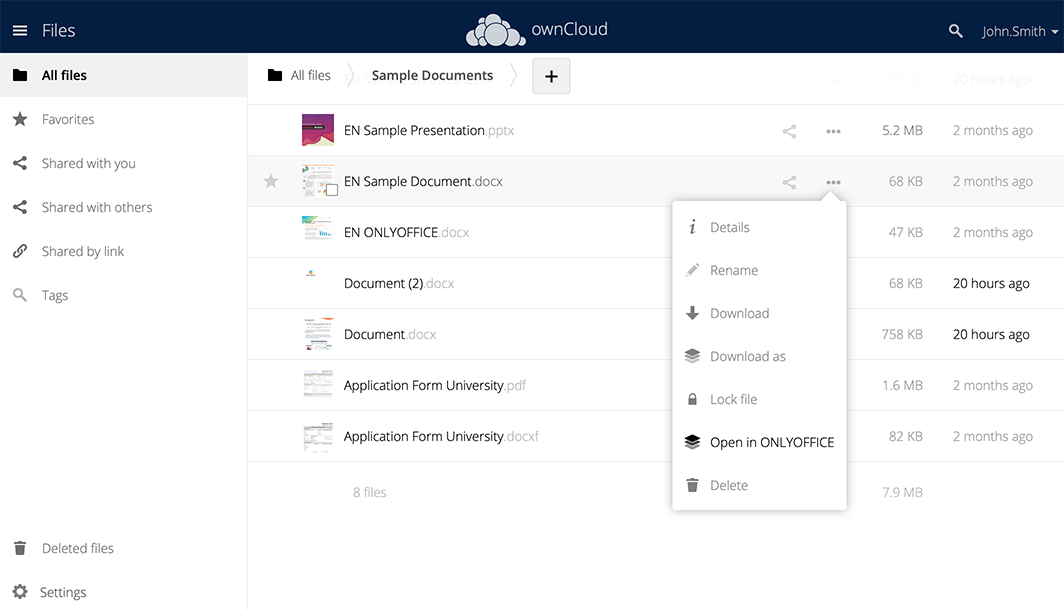 Files
ownCloud
John.Smith
All files
Favorites
Shared with you
Shared with others
Shared by link
Tags
Deleted files
Settings
All files
Sample Documents
+
20 hours ago
EN Sample Presentation.pptx 5.2 MB 2 months ago
EN Sample Document.docx 68 KB 2 months ago
EN ONLYOFFICE.docx 47 KB 2 months ago
Document (2).docx 68 KB 20 hours ago
Document.docx 758 KB 20 hours ago
Application Form University.pdf 1.6 MB 2 months ago
Application Form University.docxf 82 KB 2 months ago
8 files 7.9 MB
Details
Rename
Download
Download as
Lock file
Open in ONLYOFFICE
Delete